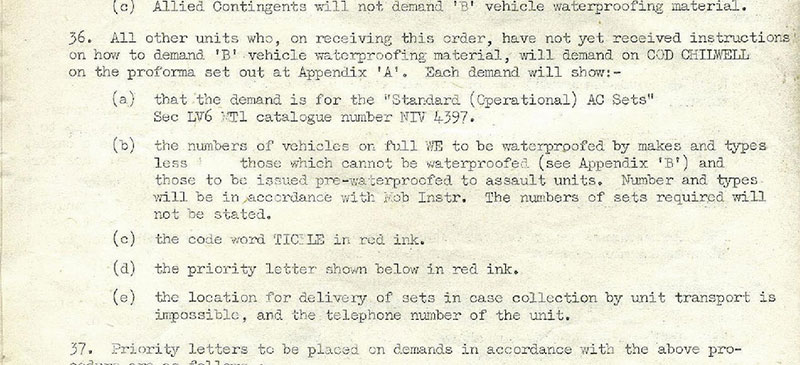 (c) Allied Contingents will not demand 'B' vehicle waterproofing material.
36. All other units who, on receiving this order, have not yet received instructions
on how to demand 'B' vehicle waterproofing material, will demand on COD CHILWELL
on the proforma set out at Appendix 'A'. Each demand will show:-
(a) that the demand is for the "Standard (Operational) AC Sets"
Sec LV6 MT1 catalogue number NIV 4397.
(b) the numbers of vehicles on full WE to be waterproofed by makes and types
less those which cannot be waterproofed (see Appendix 'B') and
those to be issued pre-waterproofed to assault units. Number and types
will be in accordance with Mob Instr. The numbers of sets required will
not be stated.
(c) the code word in red ink.
(d) the priority letter shown below in red ink.
(e) the location for delivery of sets in case collection by unit transport is
impossible, and the telephone number of the unit.
37. Priority letters to be placed on demands in accordance with the above pro-
cedure are as follows: